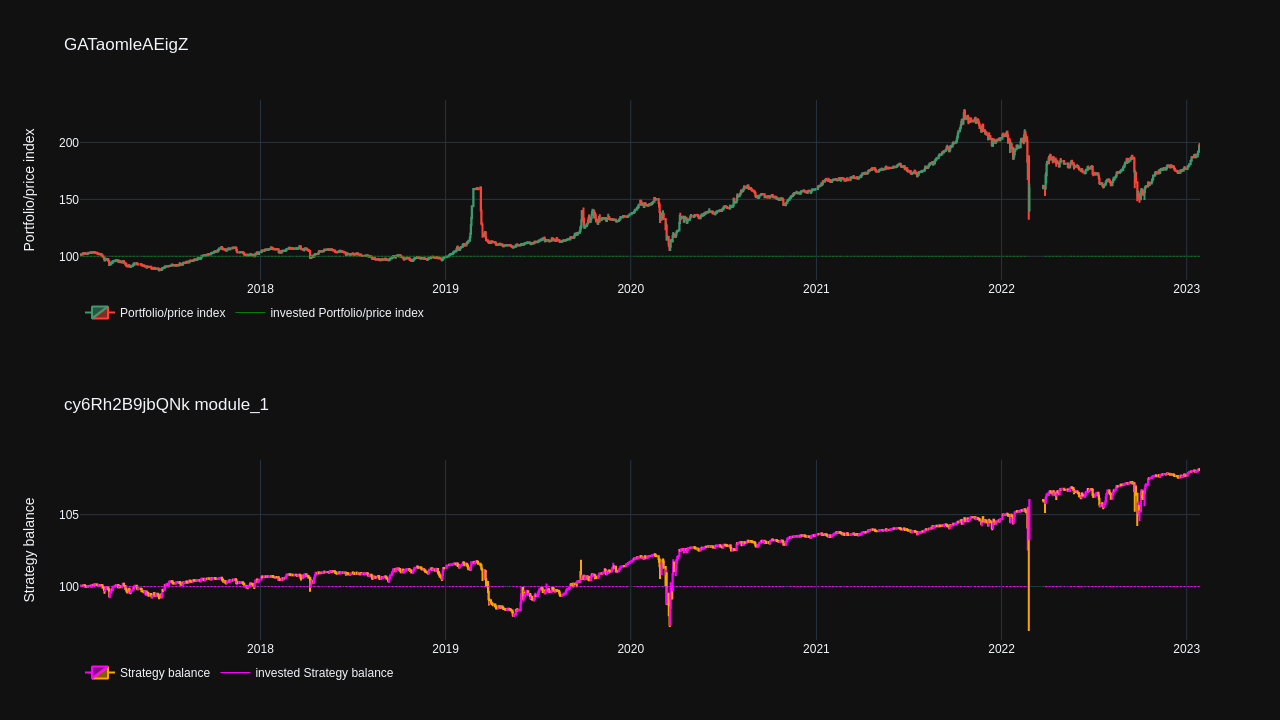 GATaomleAEigZ
Portfolio/price index
200
150
100
2018 2019 2020 2021 2022 2023
Portfolio/price index invested Portfolio/price index
cy6Rh2B9jbQNk module_1
Strategy balance
105
100
2018 2019 2020 2021 2022 2023
Strategy balance invested Strategy balance